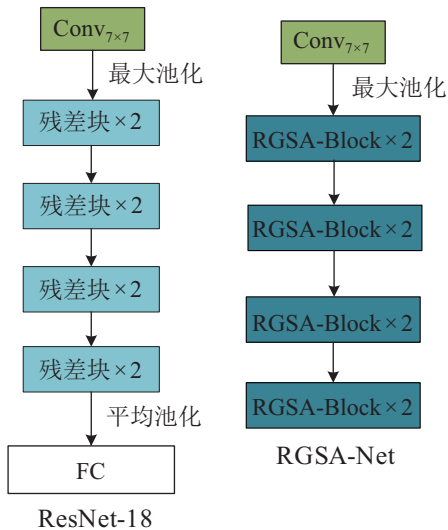 Conv7×7
最大池化
残差块×2
残差块×2
残差块×2
残差块×2
平均池化
FC
ResNet-18
Conv7×7
最大池化
RGSA-Block×2
RGSA-Block×2
RGSA-Block×2
RGSA-Block×2
RGSA-Net